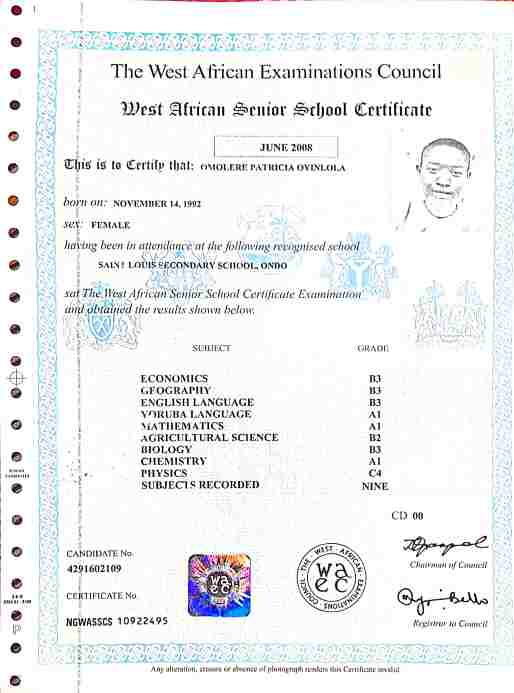 The West African Examinations Council
West African Senior School Certificate
JUNE 2008
This is to Certify that: OMOLERE PATRICIA OYINLOLA
born on: NOVEMBER 14, 1992
sex: FEMALE
having been in attendance at the following recognised school
SAINT LOUIS SECONDARY SCHOOL, ONDO
sat The West African Senior School Certificate Examination
and obtained the results shown below.
SUBJECT GRADE
ECONOMICS B3
GEOGRAPHY B3
ENGLISH LANGUAGE B3
YORUBA LANGUAGE A1
MATHEMATICS A1
AGRICULTURAL SCIENCE B2
BIOLOGY B3
CHEMISTRY A1
PHYSICS C4
SUBJECTS RECORDED NINE
CD 00
CANDIDATE No.
4291602109
Chairman of Council
CERTIFICATE No.
NGWASSCS 10922495
waec
THE WEST AFRICAN EXAMINATIONS COUNCIL
waec
Registrar to Council
Any alteration, erasure or absence of photograph renders this Certificate invalid